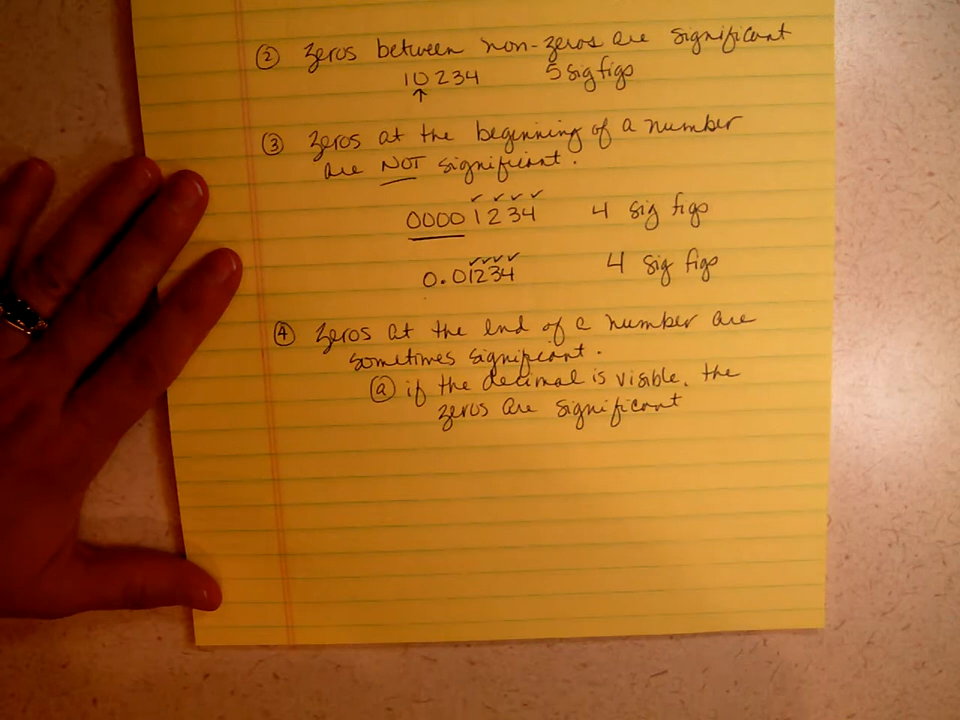 ② Zeros between non-zeros are significant
10234 5 sig figs
↑
③ Zeros at the beginning of a number
are NOT significant.
✓ ✓ ✓ ✓
00001234 4 sig figs
✓✓✓✓
0.01234 4 sig figs
④ Zeros at the end of a number are
sometimes significant.
ⓐ if the decimal is visible, the
zeros are significant